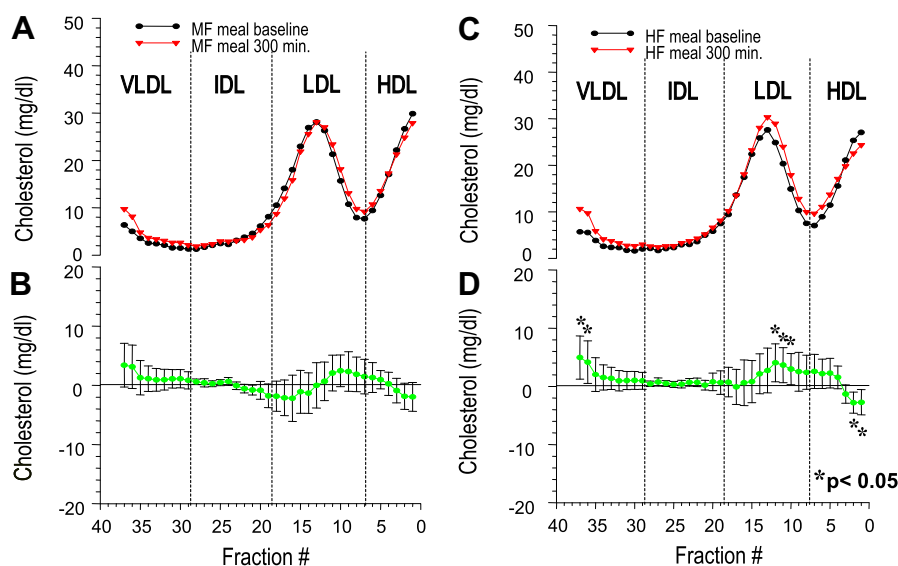 A
MF meal baseline
MF meal 300 min.
50
40
30
20
10
0
Cholesterol (mg/dl)
VLDL IDL LDL HDL
B
20
10
0
-10
-20
Cholesterol (mg/dl)
40 35 30 25 20 15 10 5 0
Fraction #
C
HF meal baseline
HF meal 300 min.
50
40
30
20
10
0
Cholesterol (mg/dl)
VLDL IDL LDL HDL
D
20
10
0
-10
-20
Cholesterol (mg/dl)
* * * * *
* *
*p< 0.05
40 35 30 25 20 15 10 5 0
Fraction #